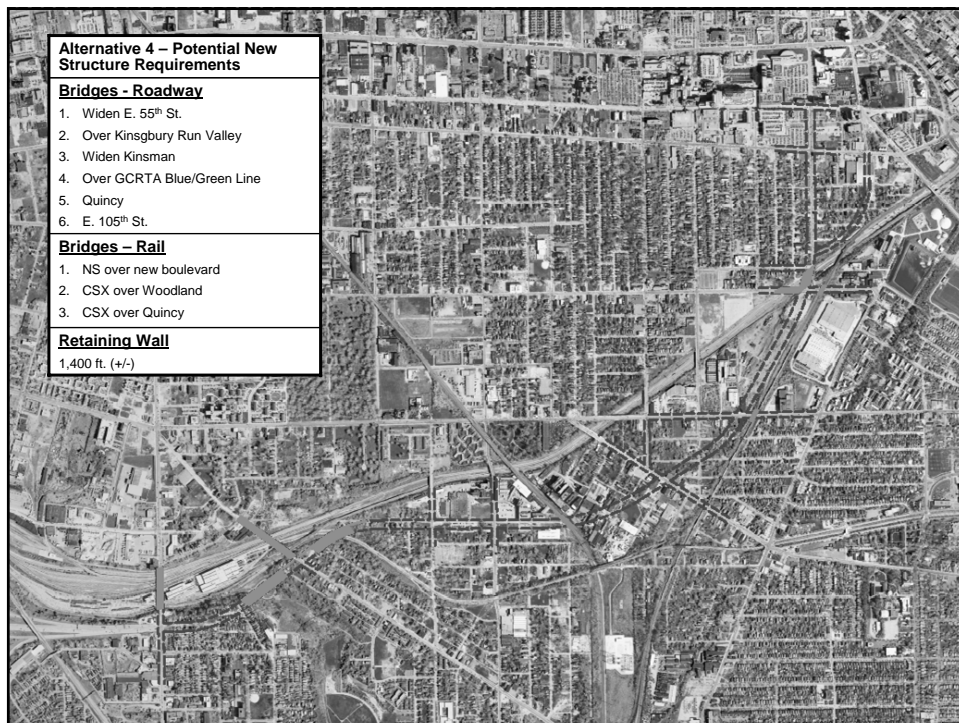 Alternative 4 – Potential New
Structure Requirements
Bridges - Roadway
1. Widen E. 55th St.
2. Over Kinsgbury Run Valley
3. Widen Kinsman
4. Over GCRTA Blue/Green Line
5. Quincy
6. E. 105th St.
Bridges – Rail
1. NS over new boulevard
2. CSX over Woodland
3. CSX over Quincy
Retaining Wall
1,400 ft. (+/-)